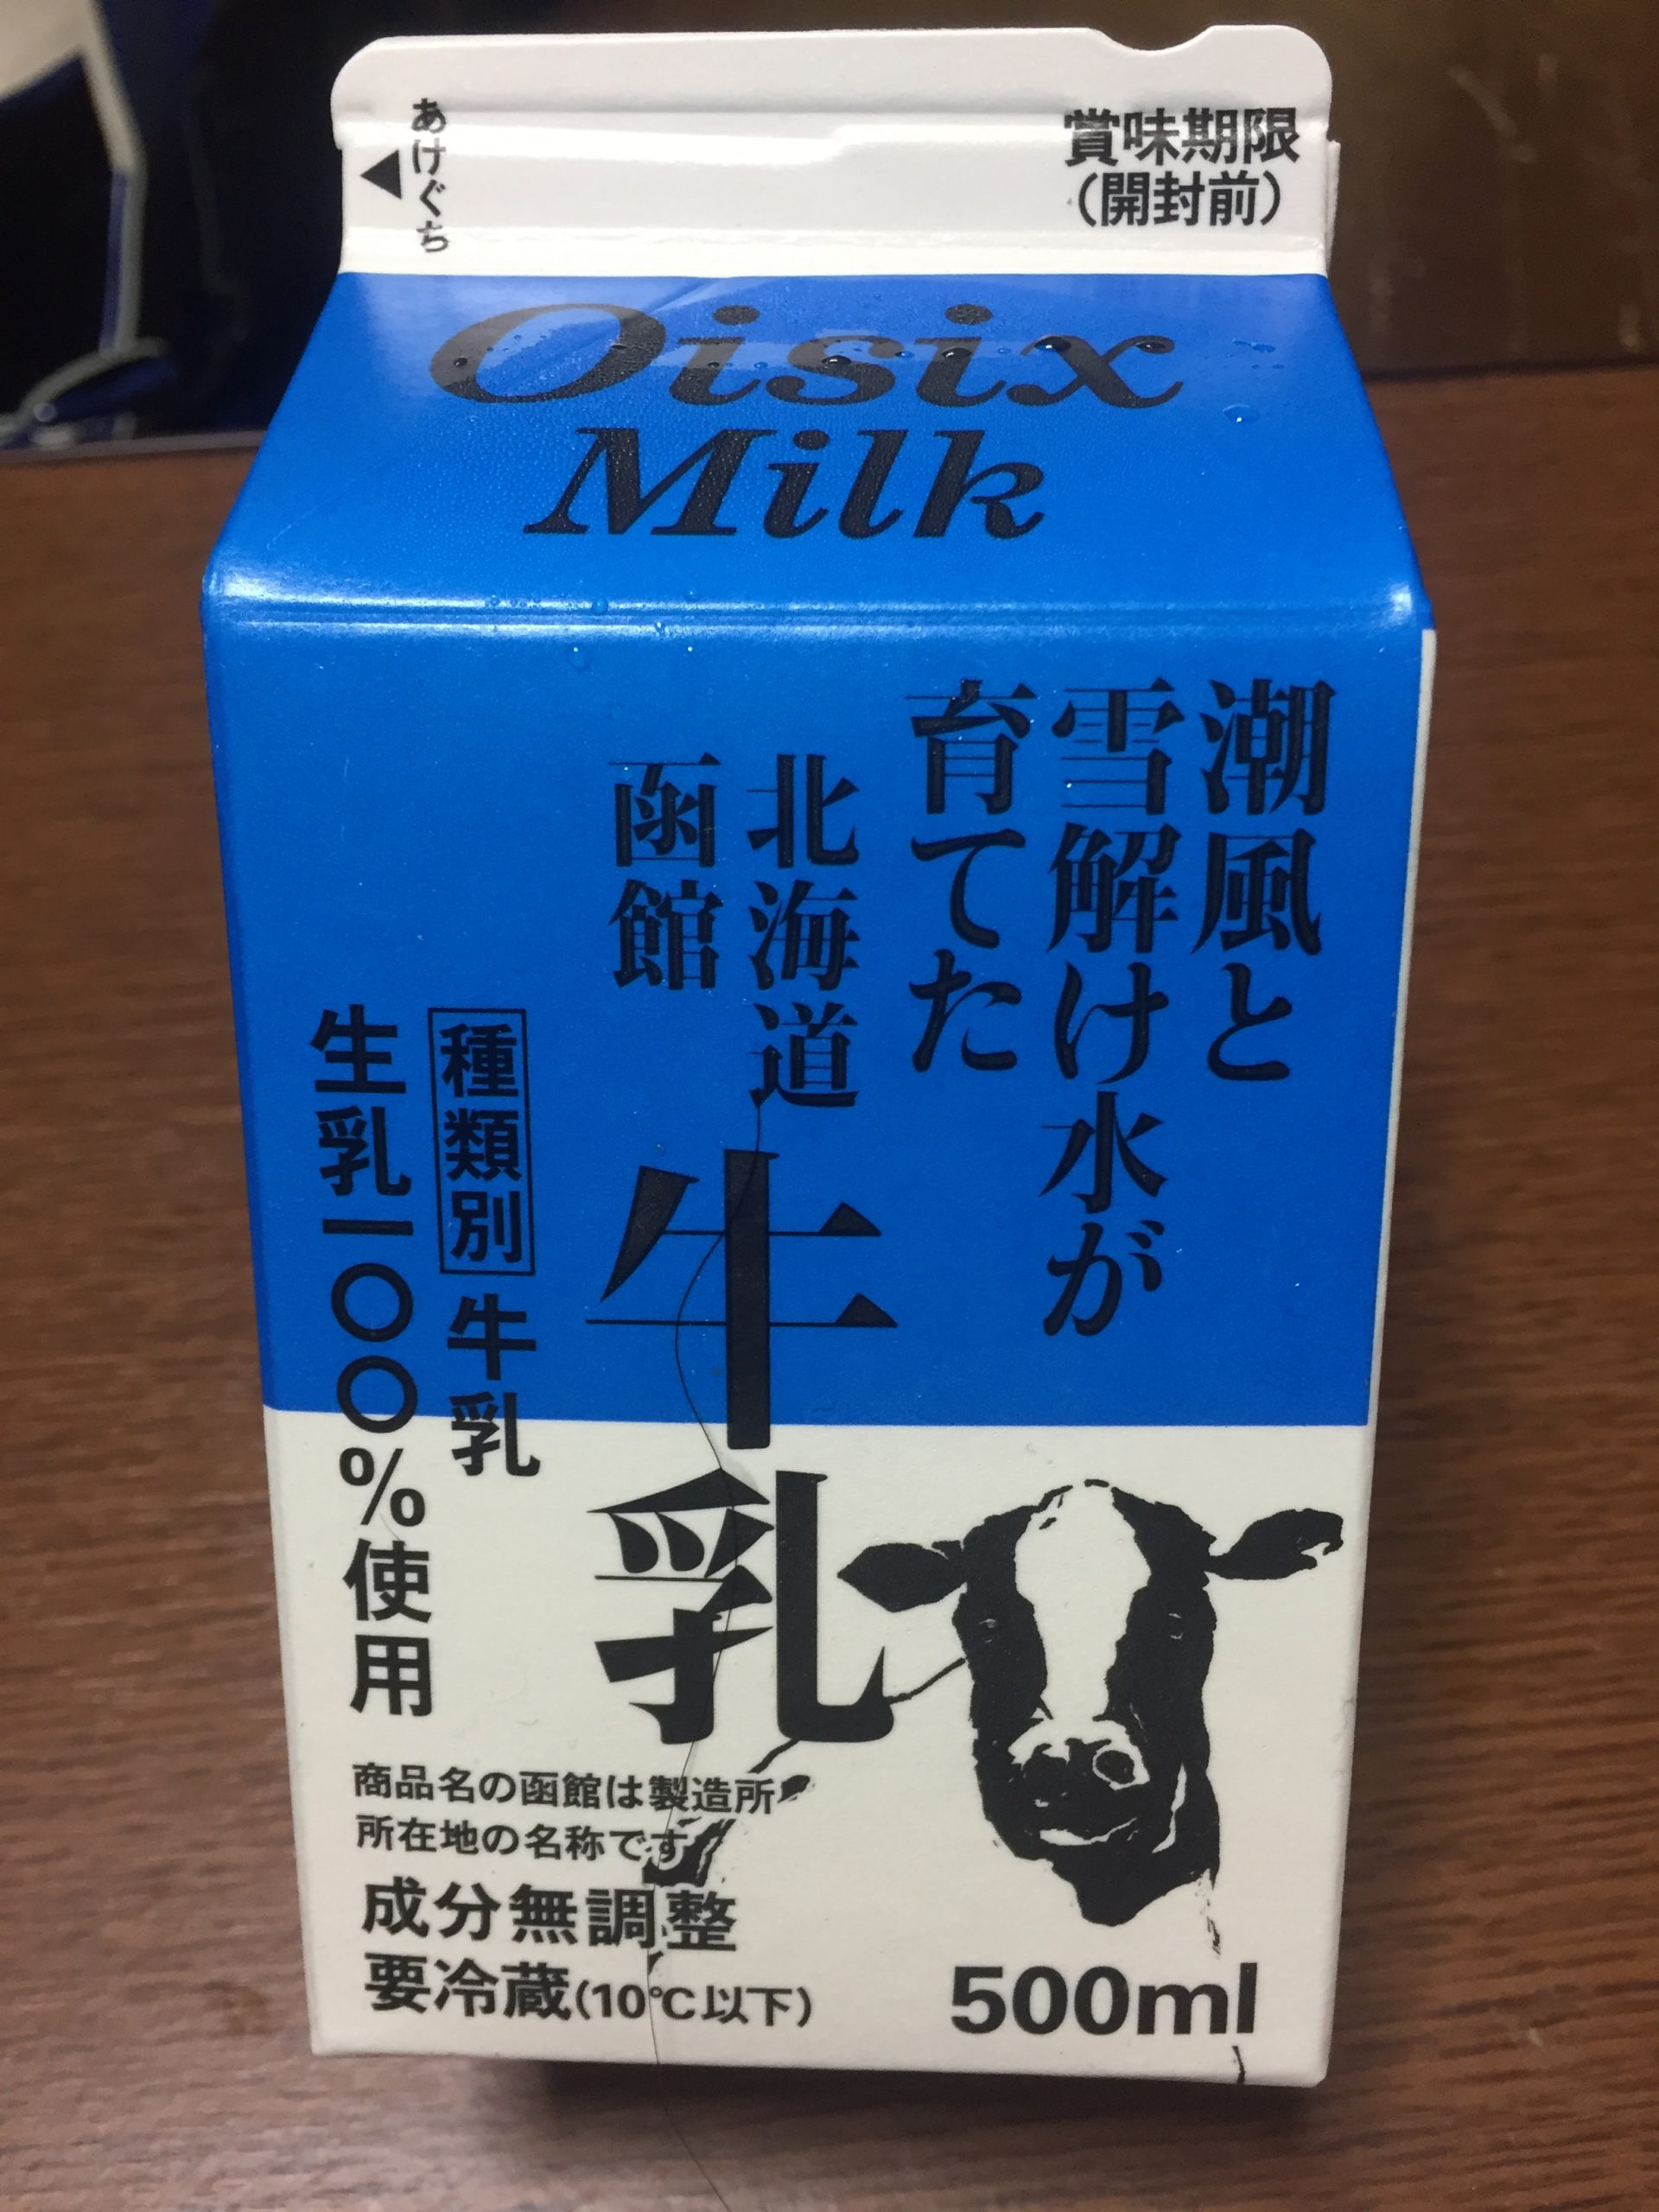 あけぐち
賞味期限
(開封前)
Oisix
Milk
潮風と
雪解け水が
育てた
北海道
函館
牛乳
種類別 牛乳
生乳一〇〇%使用
商品名の函館は製造所
所在地の名称です
成分無調整
要冷蔵(10℃以下)
500ml